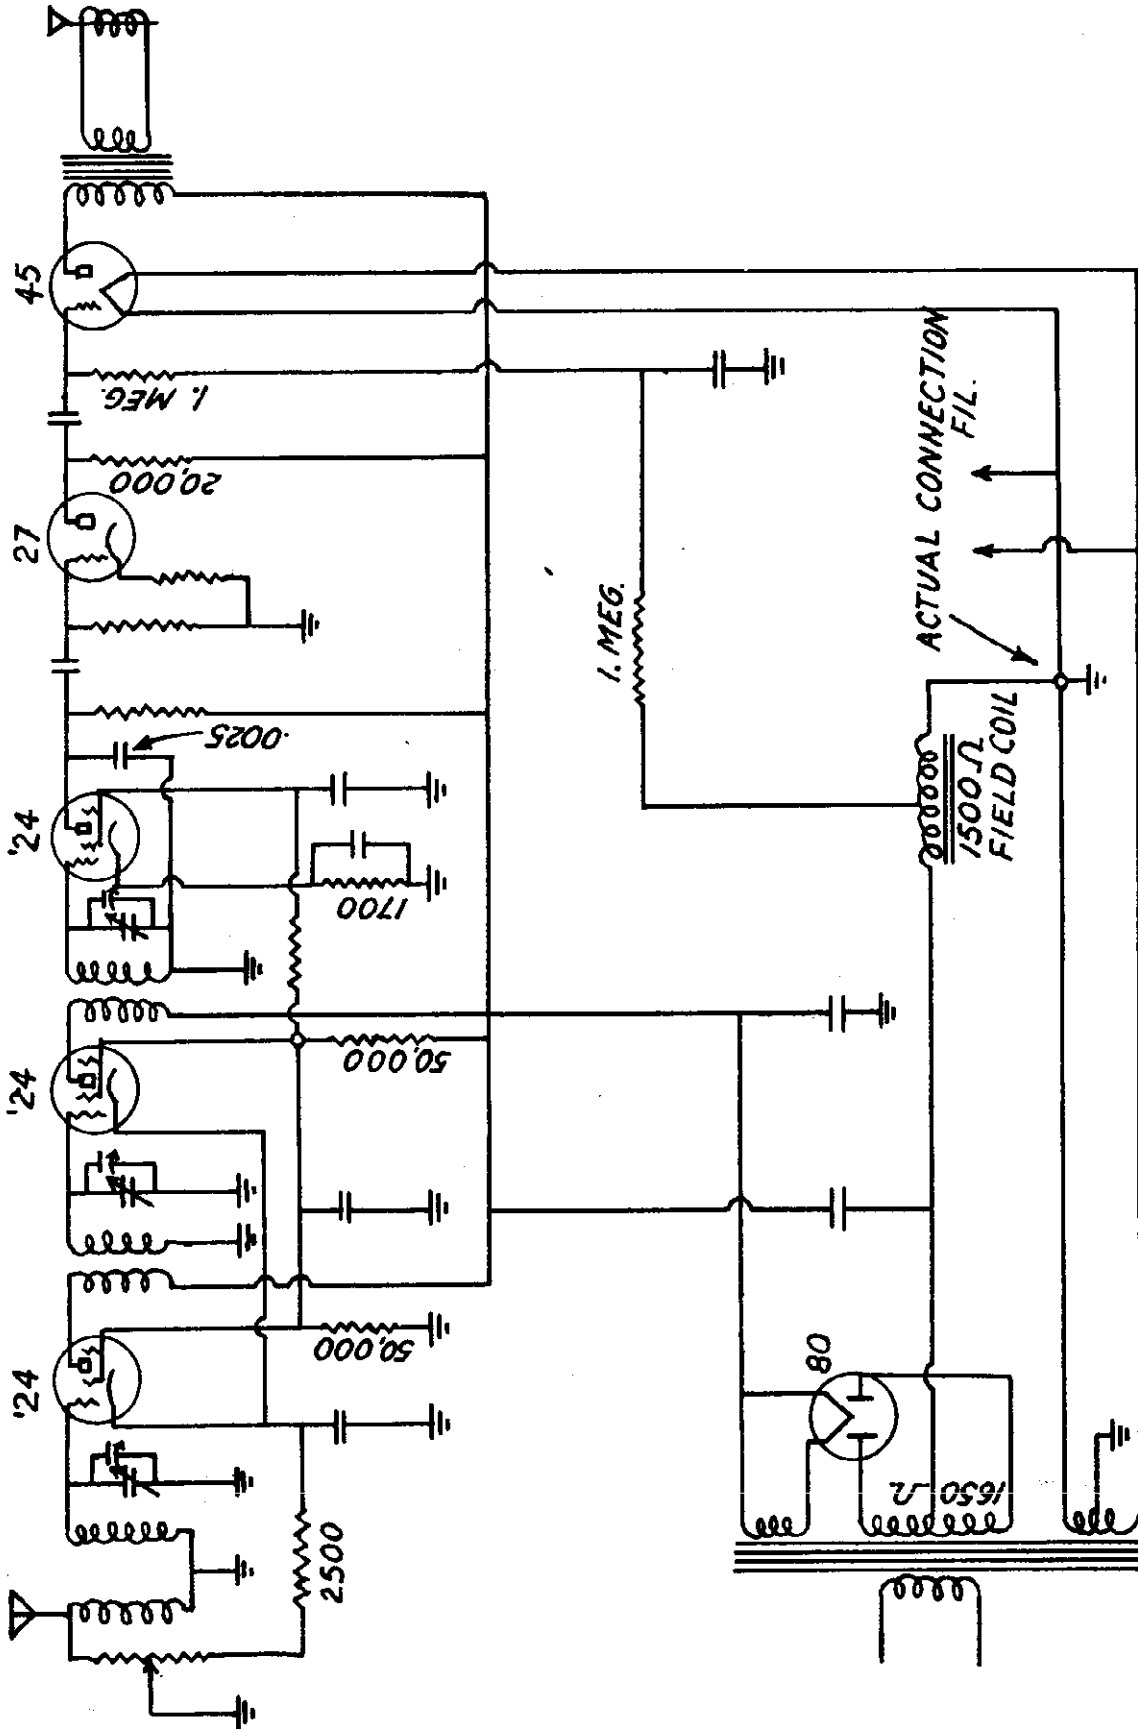 45
27
'24
'24
'24
1. MEG.
20,000
.0025
1700
50,000
50,000
2500
1. MEG.
ACTUAL CONNECTION
FIL.
1500 Ω
FIELD COIL
80
1650 Ω